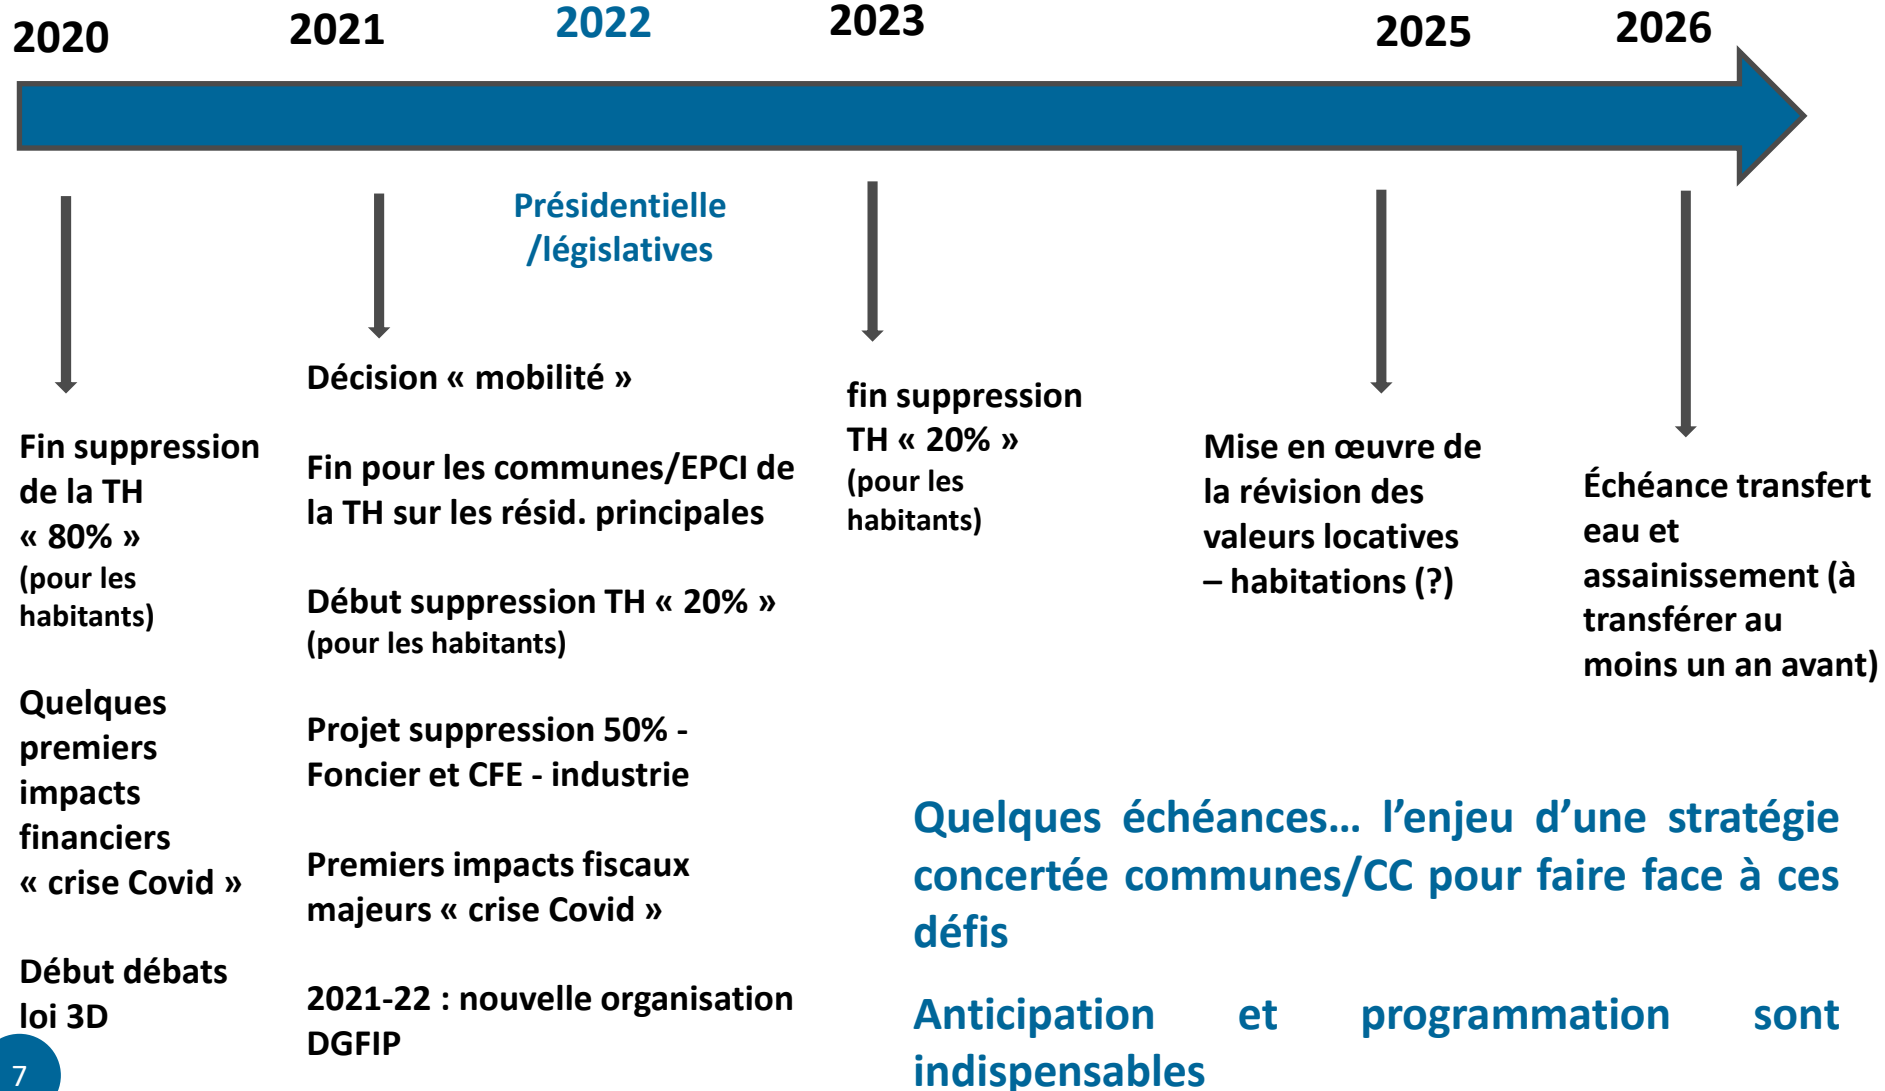 2020
2021
2022
2023
2025
2026
Présidentielle
/législatives
Fin suppression
de la TH
« 80% »
(pour les
habitants)
Quelques
premiers
impacts
financiers
« crise Covid »
Début débats
loi 3D
Décision « mobilité »
Fin pour les communes/EPCI de
la TH sur les résid. principales
Début suppression TH « 20% »
(pour les habitants)
Projet suppression 50% -
Foncier et CFE - industrie
Premiers impacts fiscaux
majeurs « crise Covid »
2021-22 : nouvelle organisation
DGFIP
fin suppression
TH « 20% »
(pour les
habitants)
Mise en œuvre de
la révision des
valeurs locatives
– habitations (?)
Échéance transfert
eau et
assainissement (à
transférer au
moins un an avant)
Quelques échéances… l’enjeu d’une stratégie
concertée communes/CC pour faire face à ces
défis
Anticipation et programmation sont
indispensables
7